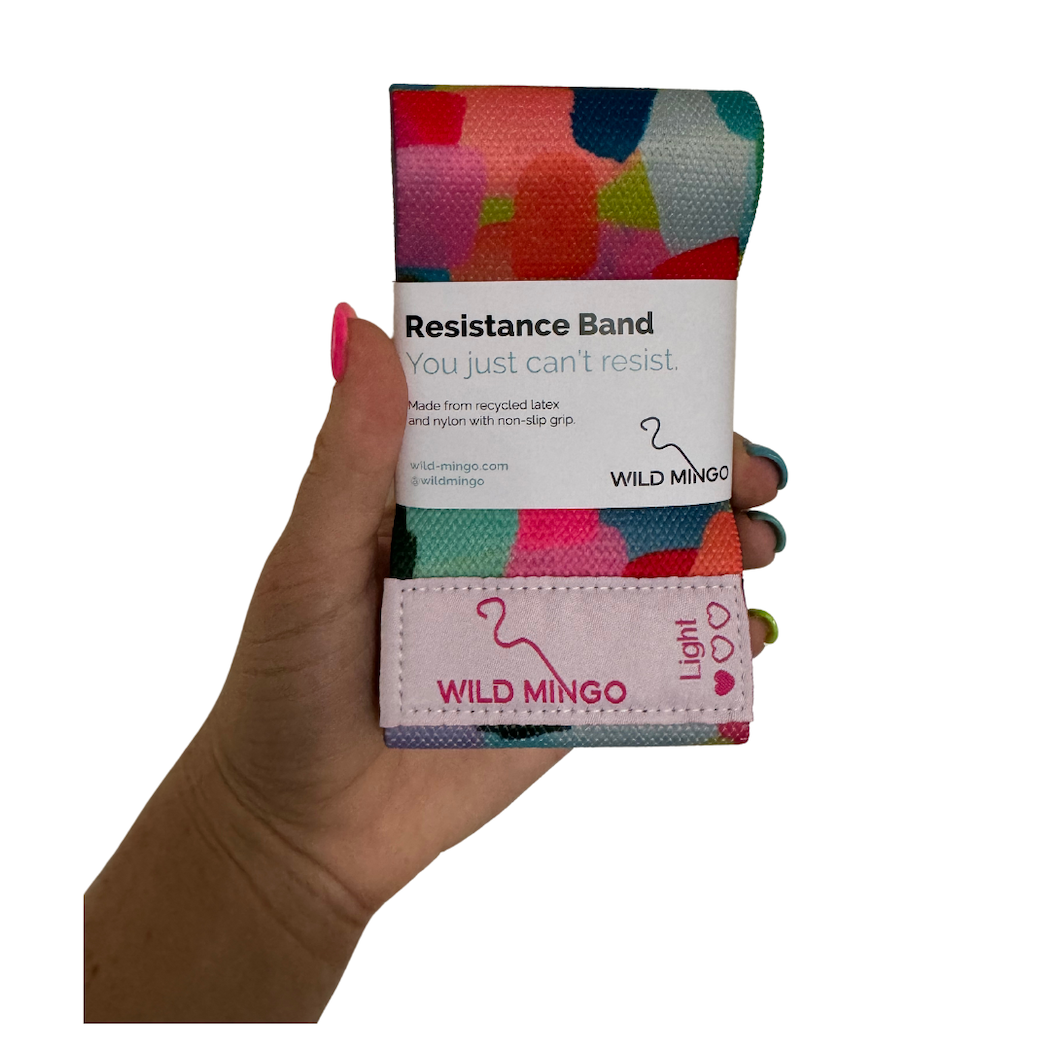 Resistance Band
You just can't resist.
Made from recycled latex
and nylon with non-slip grip.
wild-mingo.com
@wildmingo
WILD MINGO
WILD MINGO
Light